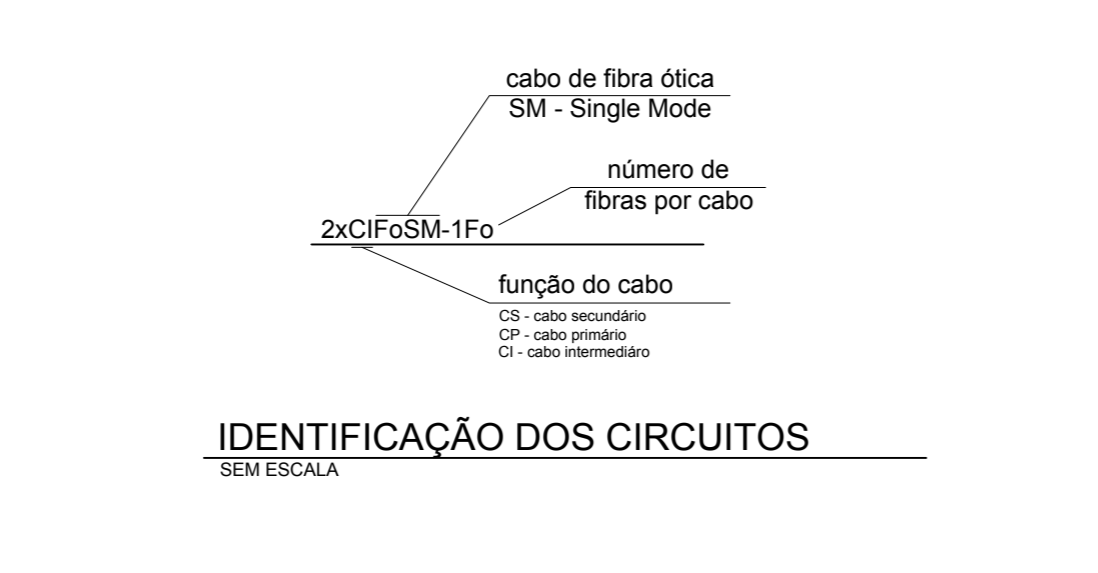 cabo de fibra ótica
SM - Single Mode
número de
fibras por cabo
2xCIFoSM-1Fo
função do cabo
CS - cabo secundário
CP - cabo primário
CI - cabo intermediáro
IDENTIFICAÇÃO DOS CIRCUITOS
SEM ESCALA